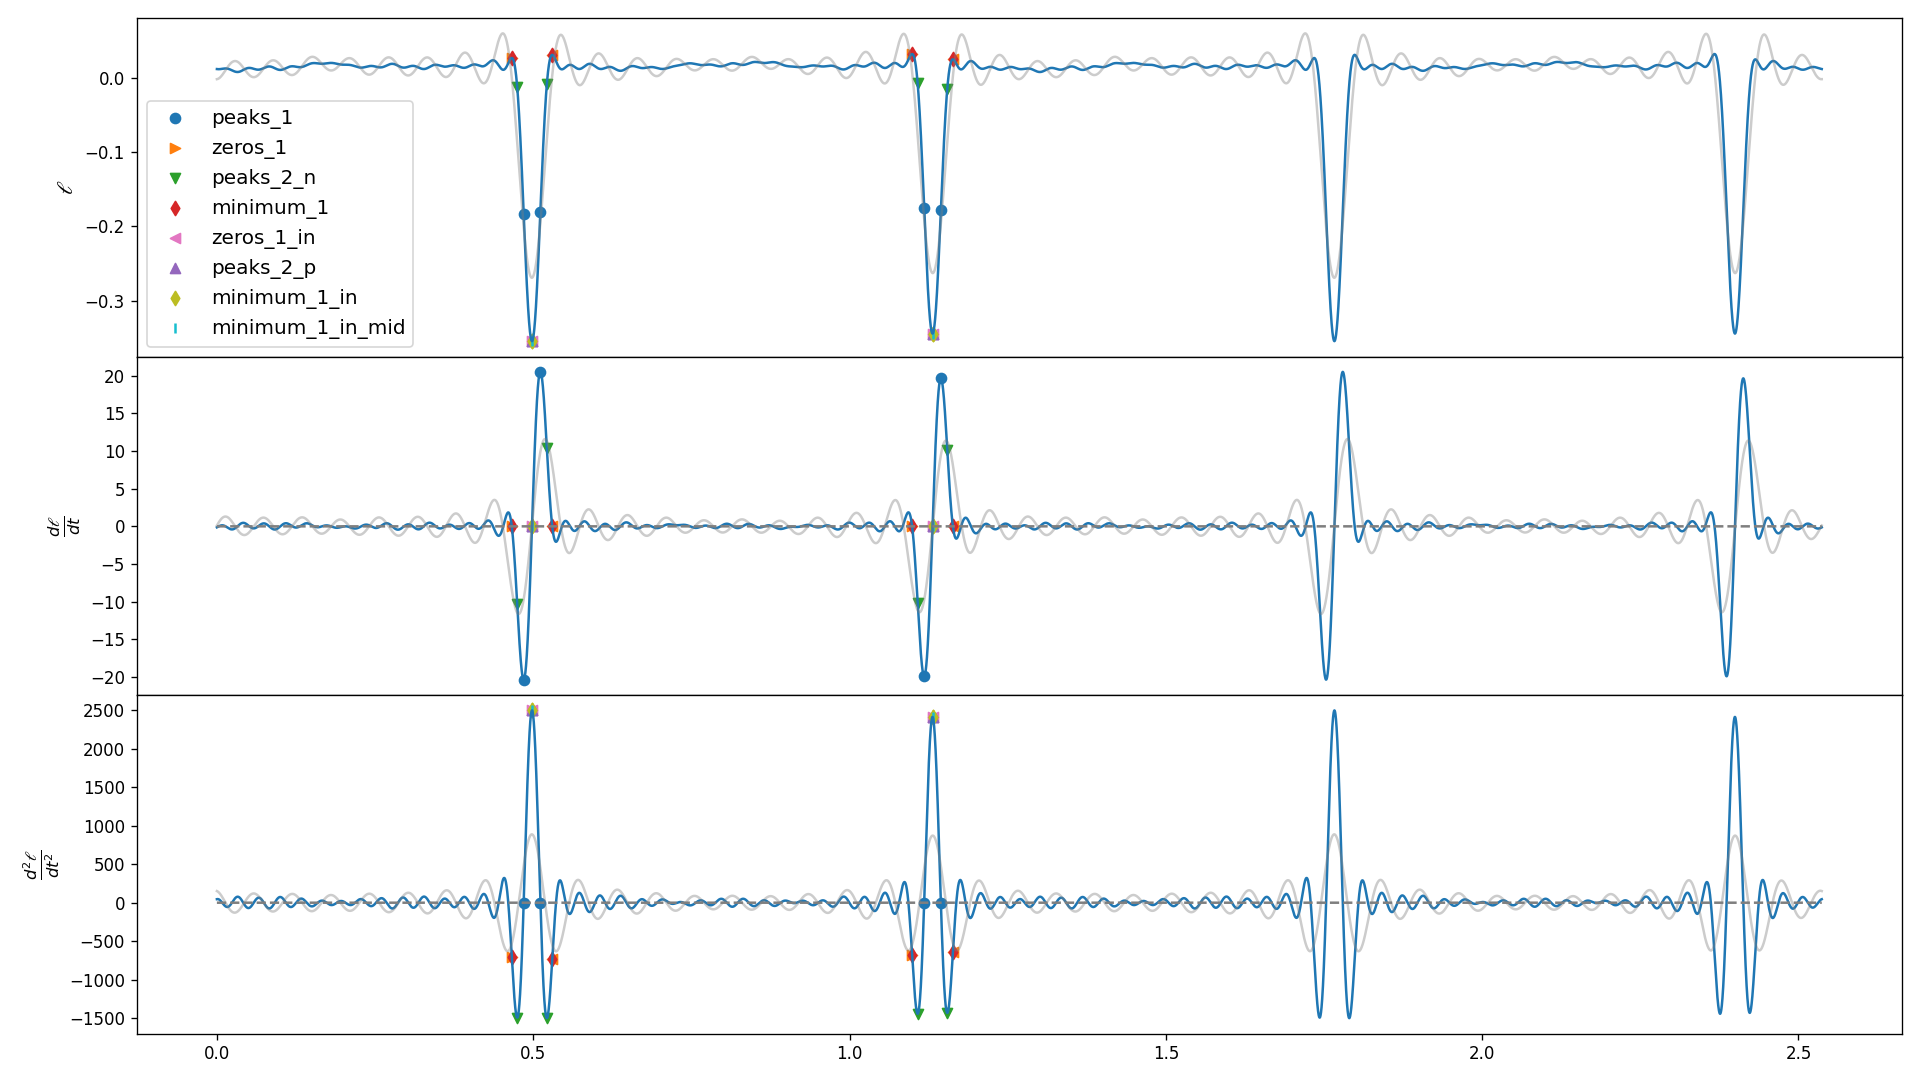 0.0
−0.1
−0.2
−0.3
ℓ
peaks_1
zeros_1
peaks_2_n
minimum_1
zeros_1_in
peaks_2_p
minimum_1_in
minimum_1_in_mid
20
15
10
5
0
−5
−10
−15
−20
dℓ
dt
2500
2000
1500
1000
500
0
−500
−1000
−1500
d²ℓ
dt²
0.0 0.5 1.0 1.5 2.0 2.5